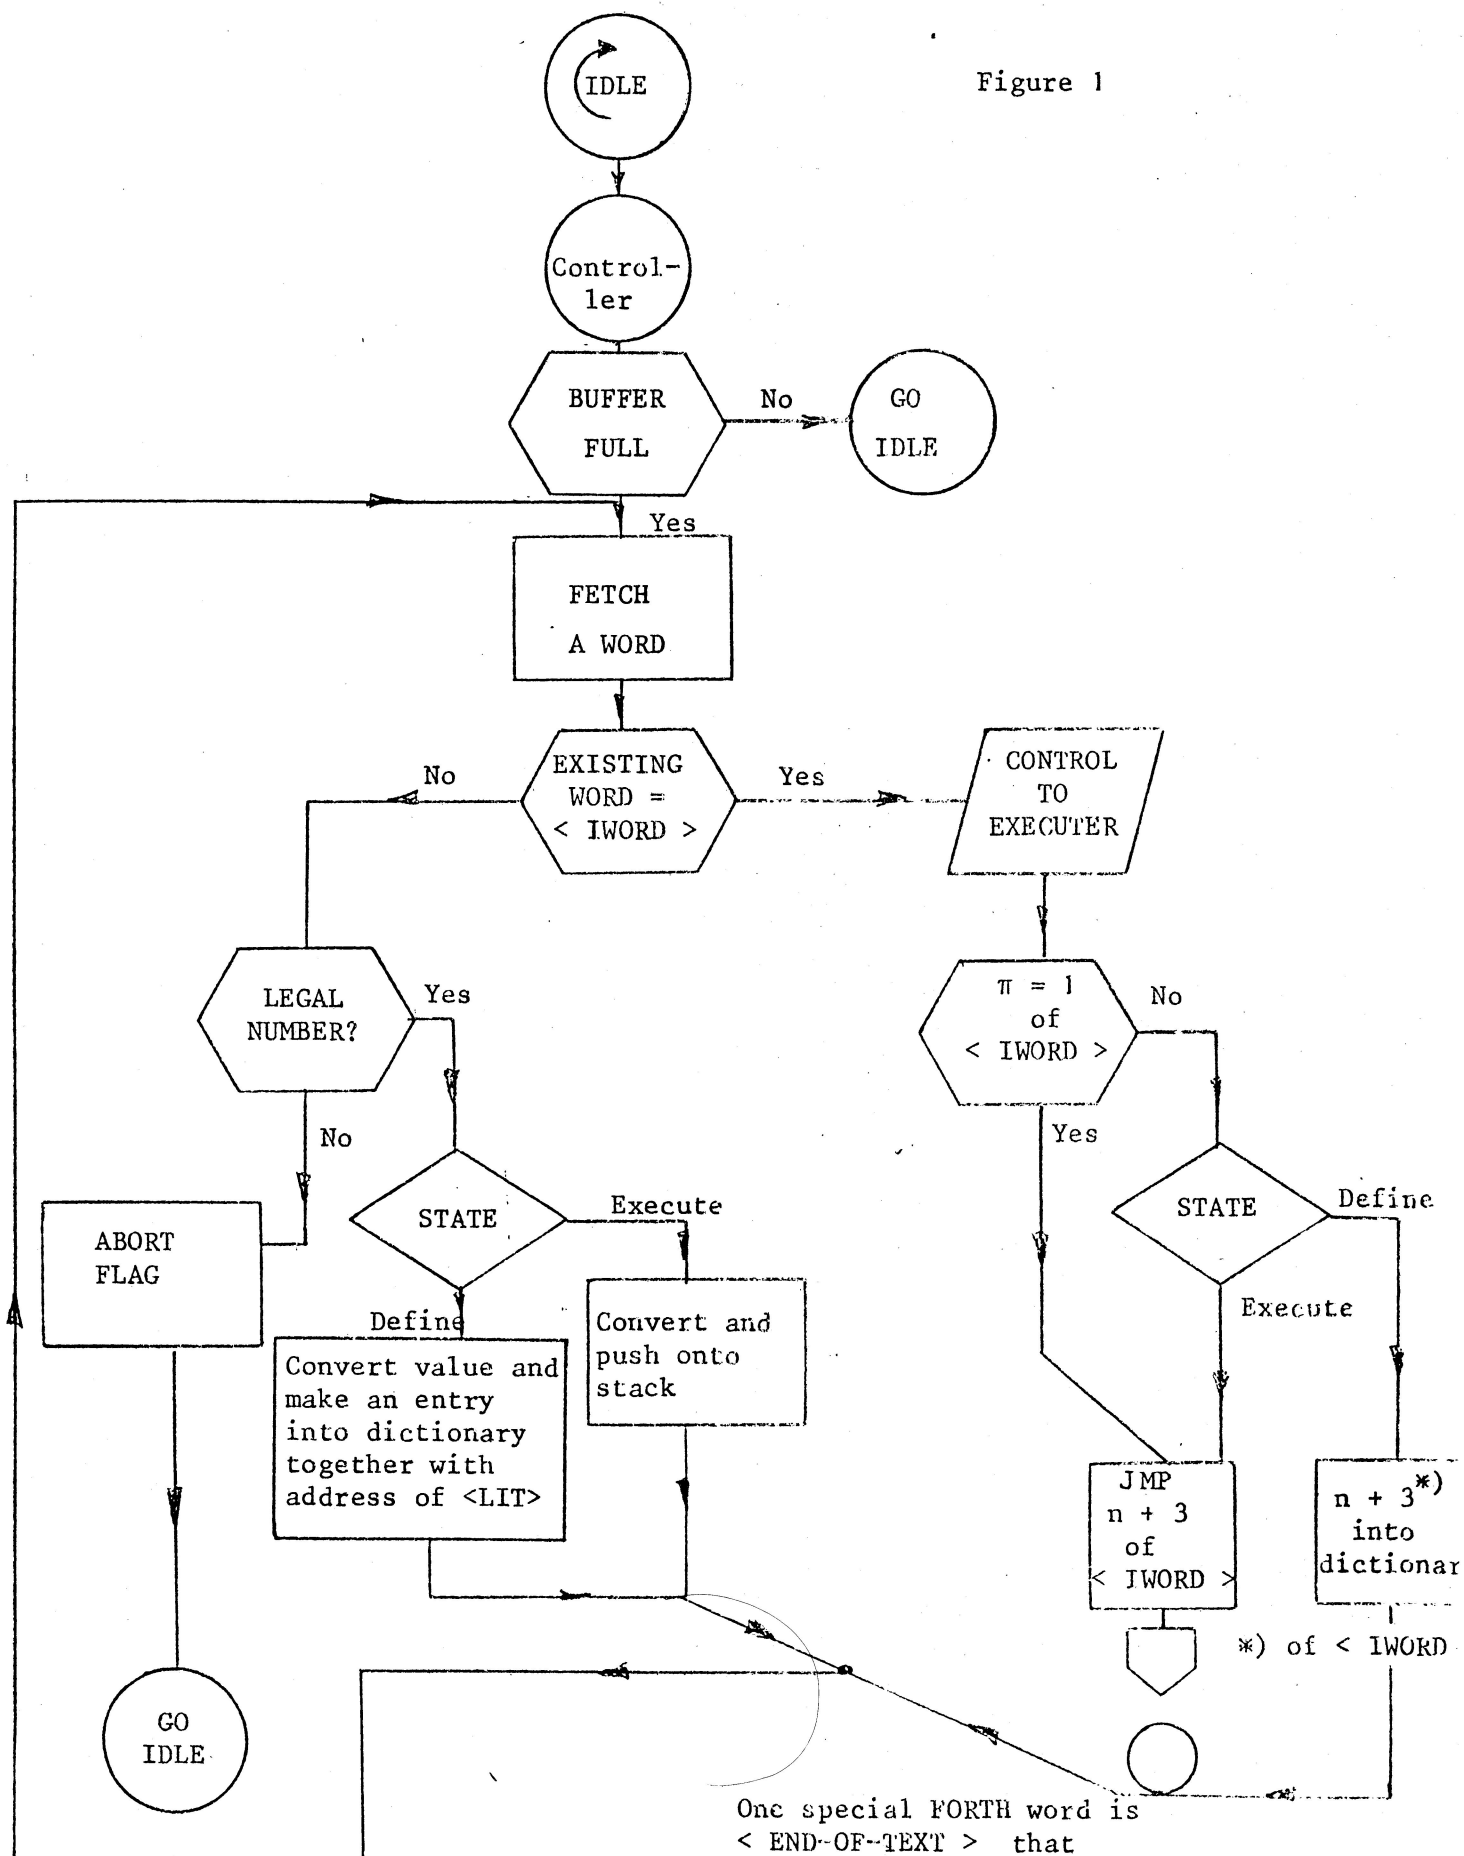 Figure 1
IDLE
Control-
ler
BUFFER
FULL
No
GO
IDLE
Yes
FETCH
A WORD
EXISTING
WORD =
< IWORD >
No
Yes
CONTROL
TO
EXECUTER
LEGAL
NUMBER?
Yes
No
π = 1
of
< IWORD >
No
Yes
ABORT
FLAG
STATE
Execute
Define
STATE
Define
Execute
Convert value and
make an entry
into dictionary
together with
address of <LIT>
Convert and
push onto
stack
JMP
n + 3
of
< IWORD >
n + 3*)
into
dictionar
*) of < IWORD
GO
IDLE
One special FORTH word is
< END-OF-TEXT > that